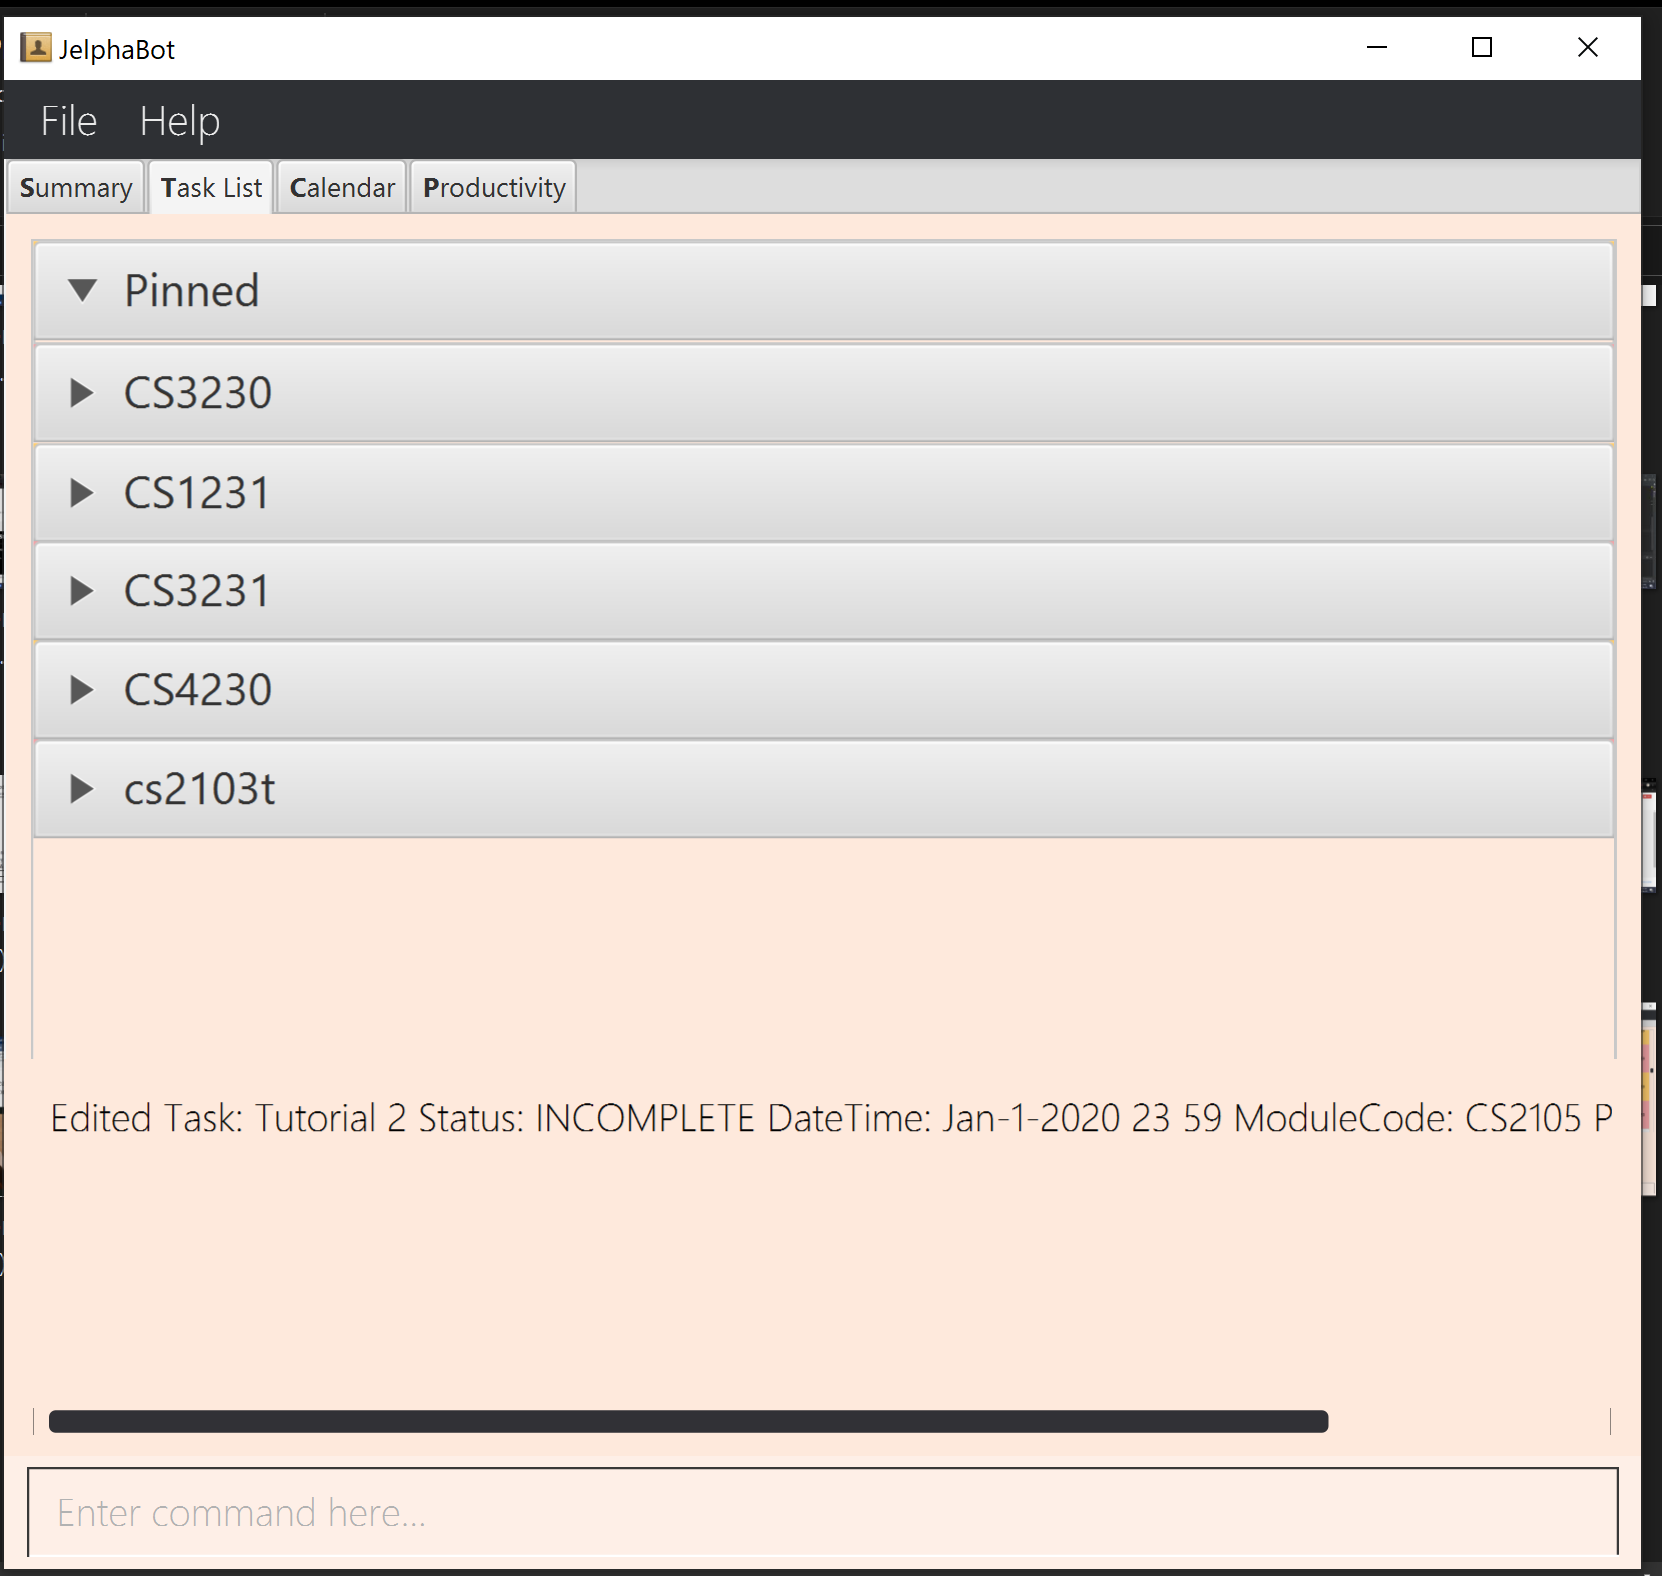 JelphaBot
File Help
Summary Task List Calendar Productivity
Pinned
CS3230
CS1231
CS3231
CS4230
cs2103t
Edited Task: Tutorial 2 Status: INCOMPLETE DateTime: Jan-1-2020 23 59 ModuleCode: CS2105 P
Enter command here...